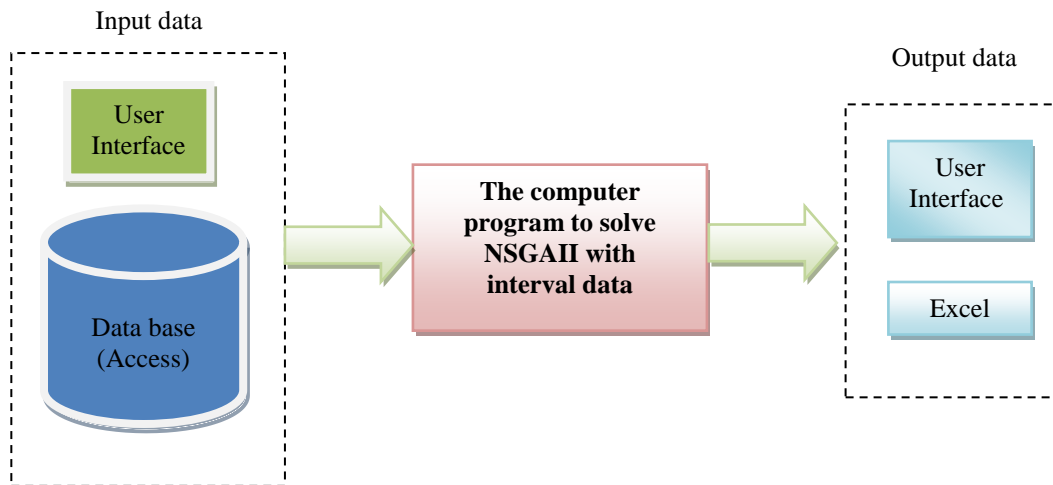 Input data
User
Interface
Data base
(Access)
The computer
program to solve
NSGAII with
interval data
Output data
User
Interface
Excel